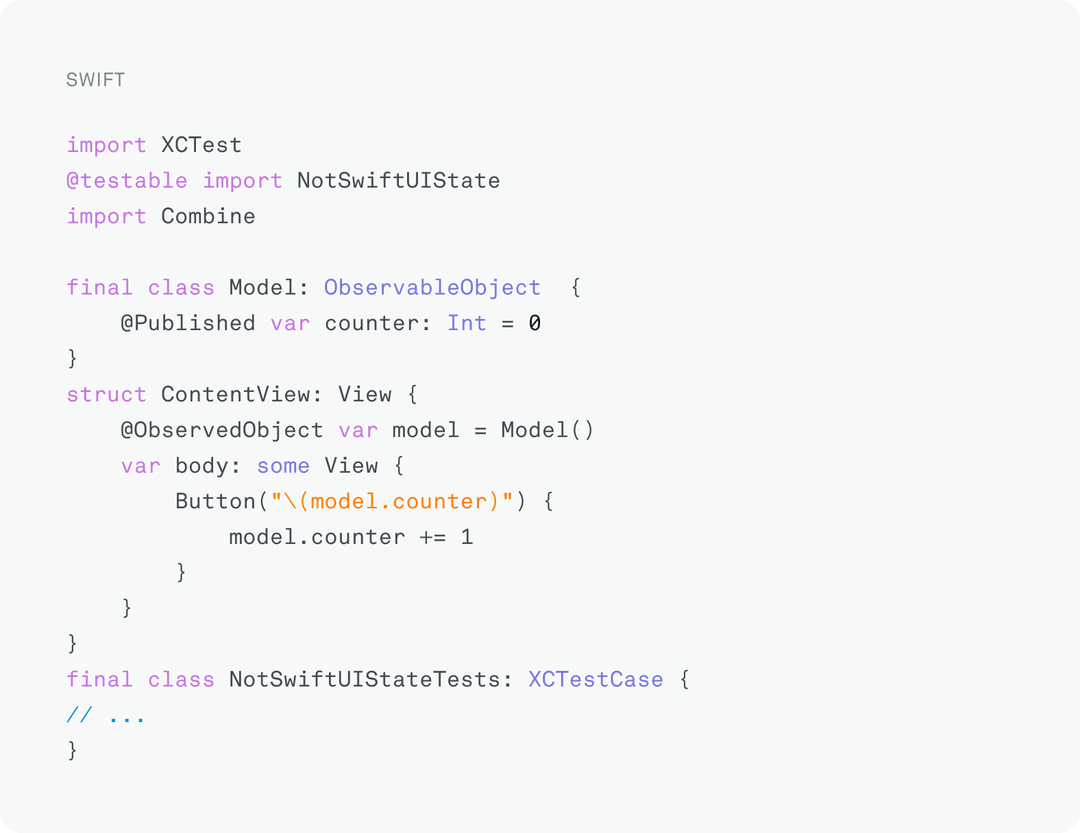 SWIFT
import XCTest
@testable import NotSwiftUIState
import Combine
final class Model: ObservableObject  {
    @Published var counter: Int = 0
}
struct ContentView: View {
    @ObservedObject var model = Model()
    var body: some View {
        Button("\(model.counter)") {
            model.counter += 1
        }
    }
}
final class NotSwiftUIStateTests: XCTestCase {
// ...
}